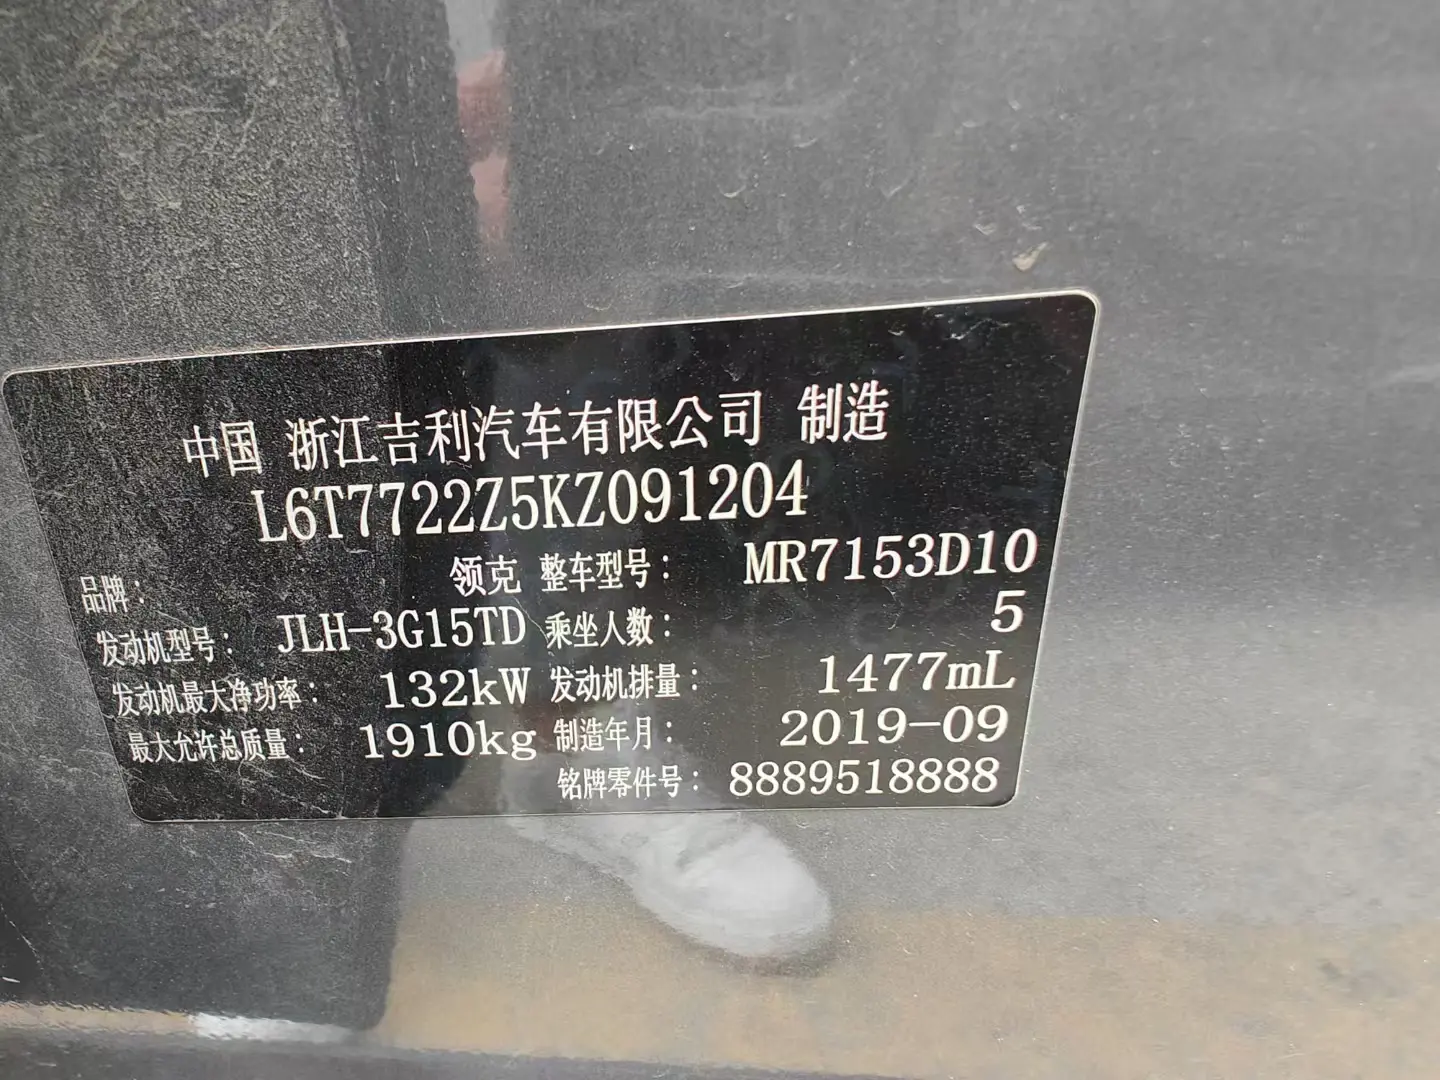 中国 浙江吉利汽车有限公司 制造
L6T7722Z5KZ091204
品牌： 领克 整车型号： MR7153D10
发动机型号： JLH-3G15TD 乘坐人数： 5
发动机最大净功率： 132kW 发动机排量： 1477mL
最大允许总质量： 1910kg 制造年月： 2019-09
铭牌零件号： 8889518888